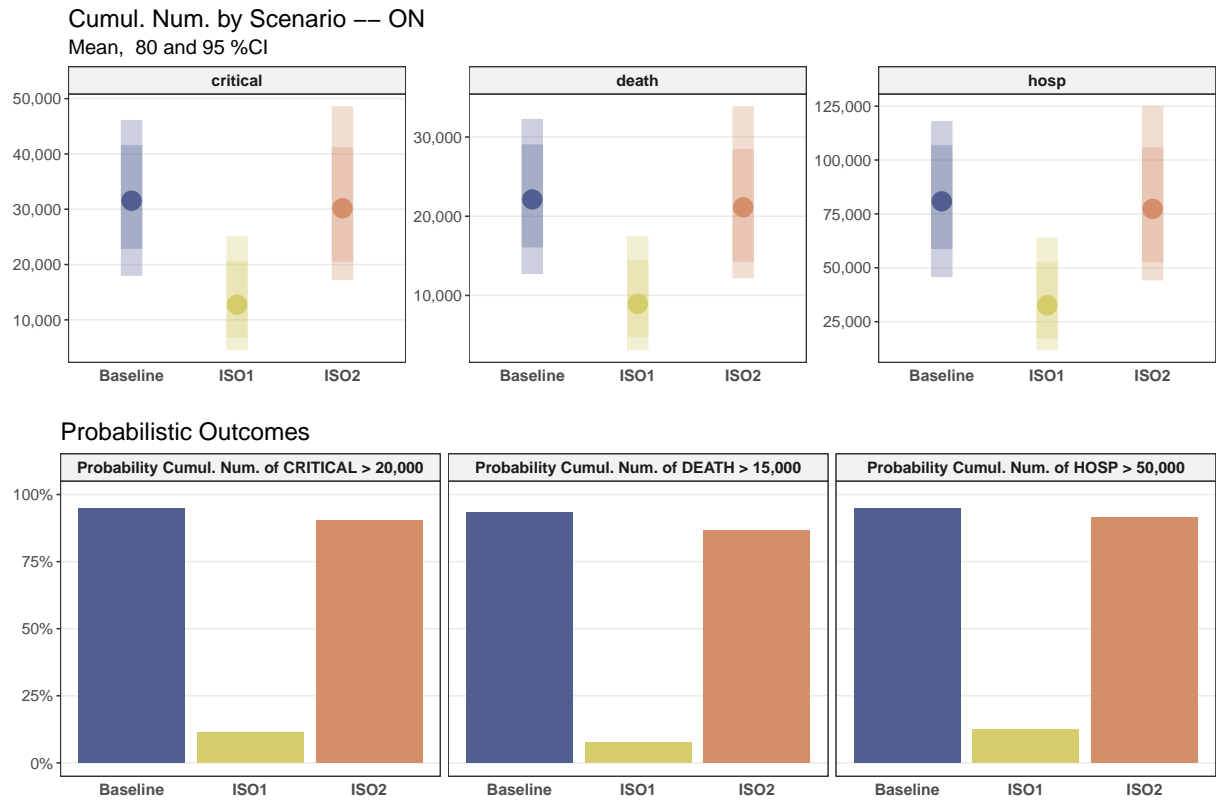 Cumul. Num. by Scenario −− ON
Mean, 80 and 95 %CI
critical
death
hosp
50,000
40,000
30,000
20,000
10,000
30,000
20,000
10,000
125,000
100,000
75,000
50,000
25,000
Baseline ISO1 ISO2
Baseline ISO1 ISO2
Baseline ISO1 ISO2
Probabilistic Outcomes
Probability Cumul. Num. of CRITICAL > 20,000
Probability Cumul. Num. of DEATH > 15,000
Probability Cumul. Num. of HOSP > 50,000
100%
75%
50%
25%
0%
Baseline ISO1 ISO2
Baseline ISO1 ISO2
Baseline ISO1 ISO2